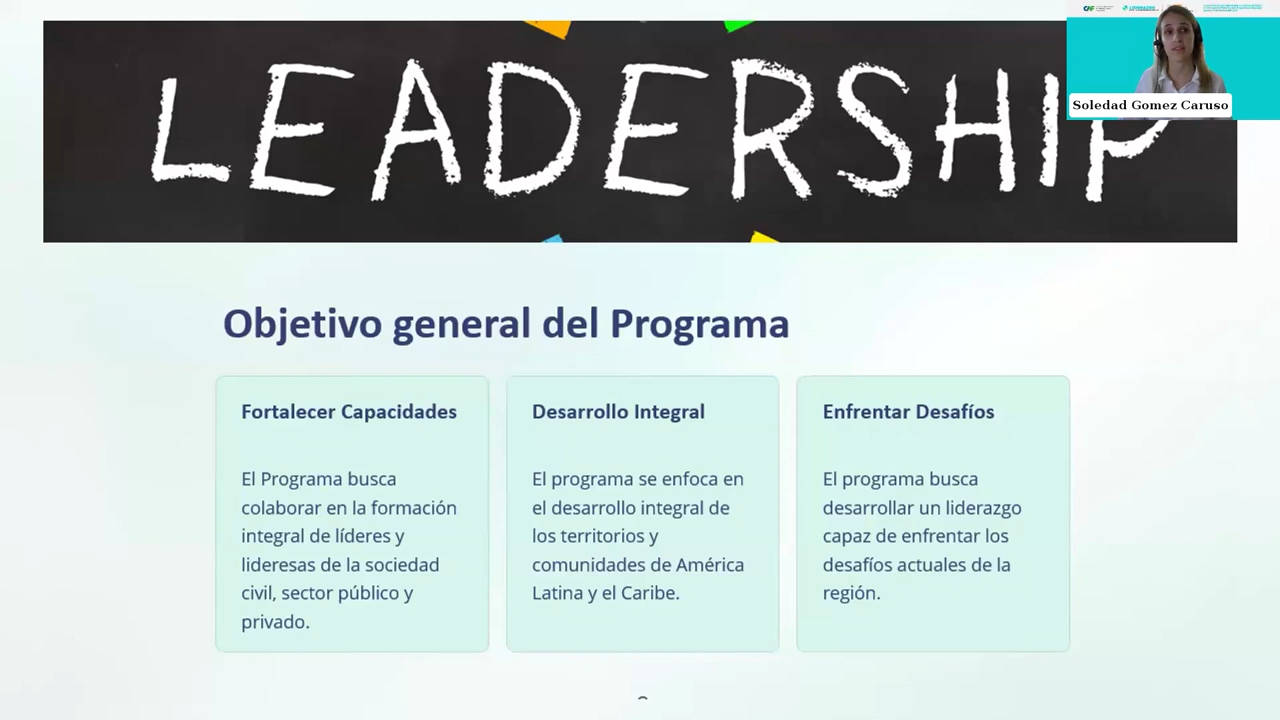 LEADERSHIP
CAF
LIDERAZGO
Soledad Gomez Caruso
Objetivo general del Programa
Fortalecer Capacidades
El Programa busca
colaborar en la formación
integral de líderes y
lideresas de la sociedad
civil, sector público y
privado.
Desarrollo Integral
El programa se enfoca en
el desarrollo integral de
los territorios y
comunidades de América
Latina y el Caribe.
Enfrentar Desafíos
El programa busca
desarrollar un liderazgo
capaz de enfrentar los
desafíos actuales de la
región.